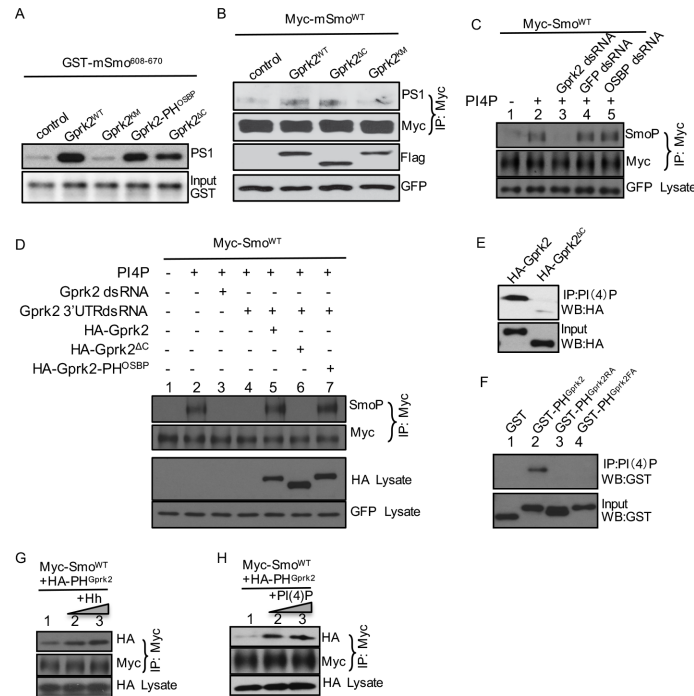 A
GST-mSmo608-670
control Gprk2WT Gprk2KM Gprk2-PHOSBP Gprk2ΔC
PS1
Input
GST
B
Myc-mSmoWT
control Gprk2WT Gprk2ΔC Gprk2KM
PS1
Myc
IP: Myc
Flag
GFP
C
Myc-SmoWT
Gprk2 dsRNA GFP dsRNA OSBP dsRNA
PI4P - + + + +
1 2 3 4 5
SmoP
Myc
IP: Myc
GFP Lysate
D
Myc-SmoWT
PI4P - + + + + + +
Gprk2 dsRNA - - + - - - -
Gprk2 3'UTRdsRNA - - - + + + +
HA-Gprk2 - - - - + - -
HA-Gprk2ΔC - - - - - + -
HA-Gprk2-PHOSBP - - - - - - +
1 2 3 4 5 6 7
SmoP
Myc
IP: Myc
HA Lysate
GFP Lysate
E
HA-Gprk2 HA-Gprk2ΔC
IP:PI(4)P
WB:HA
Input
WB:HA
F
GST GST-PHGprk2 GST-PHGprk2RA GST-PHGprk2FA
1 2 3 4
IP:PI(4)P
WB:GST
Input
WB:GST
G
Myc-SmoWT
+HA-PHGprk2
+Hh
1 2 3
HA
Myc
IP: Myc
HA Lysate
H
Myc-SmoWT
+HA-PHGprk2
+PI(4)P
1 2 3
HA
Myc
IP: Myc
HA Lysate